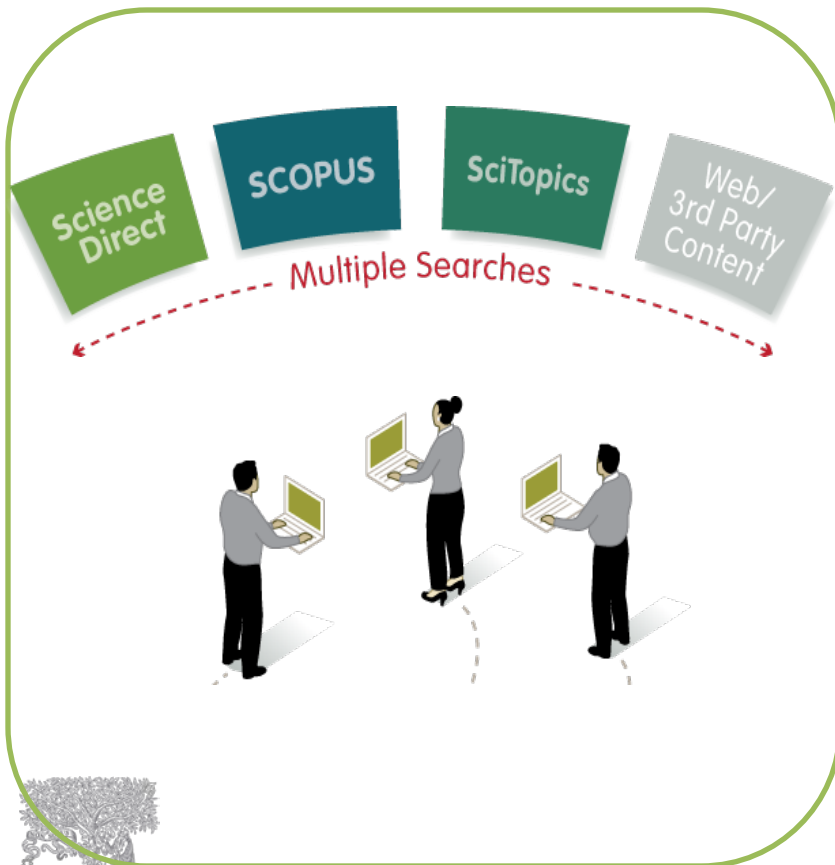 Science
Direct
SCOPUS
SciTopics
Web/
3rd Party
Content
Multiple Searches